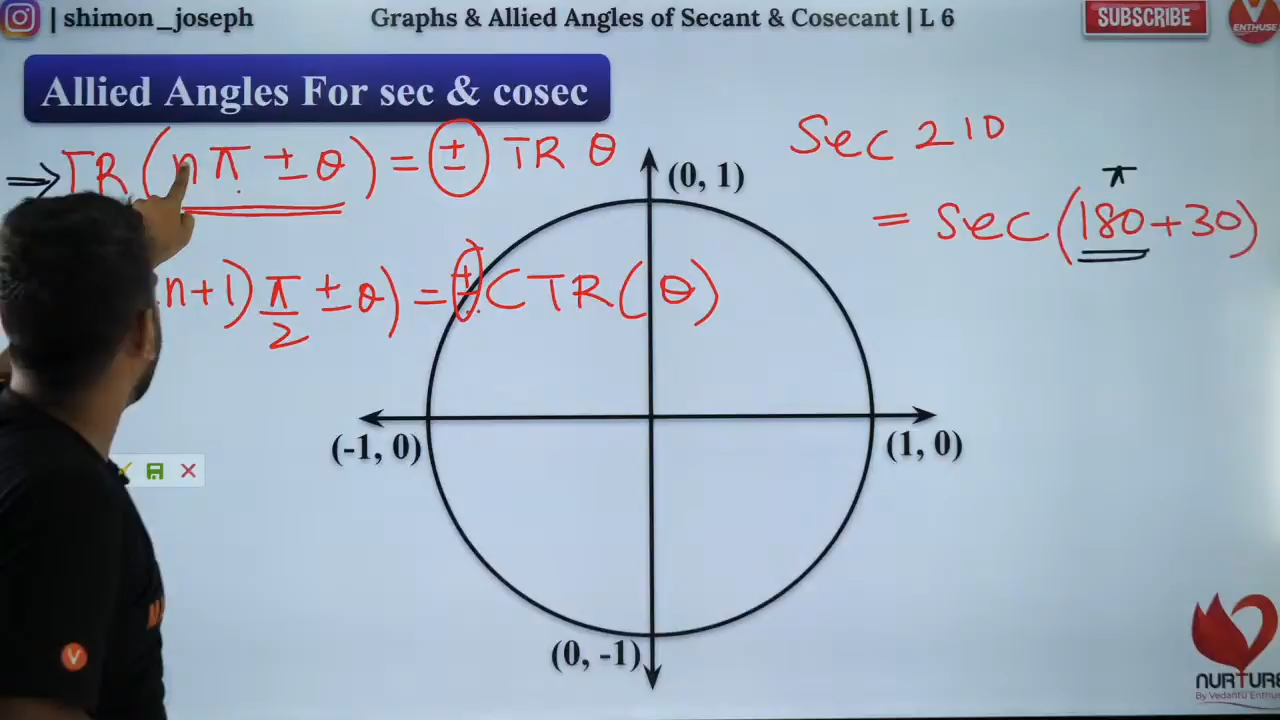 | shimon_joseph
Graphs & Allied Angles of Secant & Cosecant | L 6
SUBSCRIBE
V
ENTHUSE
Allied Angles For sec & cosec
⇒ TR (nπ ± θ) = ± TR θ
n+1) π/2 ± θ) = ± CTR (θ)
Sec 210
π
= Sec (180+30)
(0, 1)
(-1, 0)
(1, 0)
(0, -1)
V
NURTURE
By Vedantu Enthuse